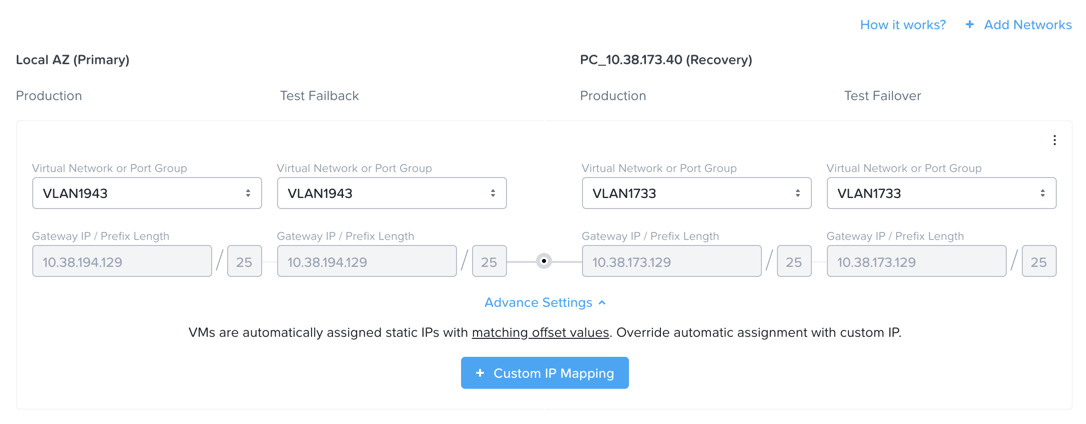 How it works? + Add Networks
Local AZ (Primary) PC_10.38.173.40 (Recovery)
Production Test Failback Production Test Failover
Virtual Network or Port Group Virtual Network or Port Group Virtual Network or Port Group Virtual Network or Port Group
VLAN1943 VLAN1943 VLAN1733 VLAN1733
Gateway IP / Prefix Length Gateway IP / Prefix Length Gateway IP / Prefix Length Gateway IP / Prefix Length
10.38.194.129 / 25 10.38.194.129 / 25 10.38.173.129 / 25 10.38.173.129 / 25
Advance Settings
VMs are automatically assigned static IPs with matching offset values. Override automatic assignment with custom IP.
+ Custom IP Mapping